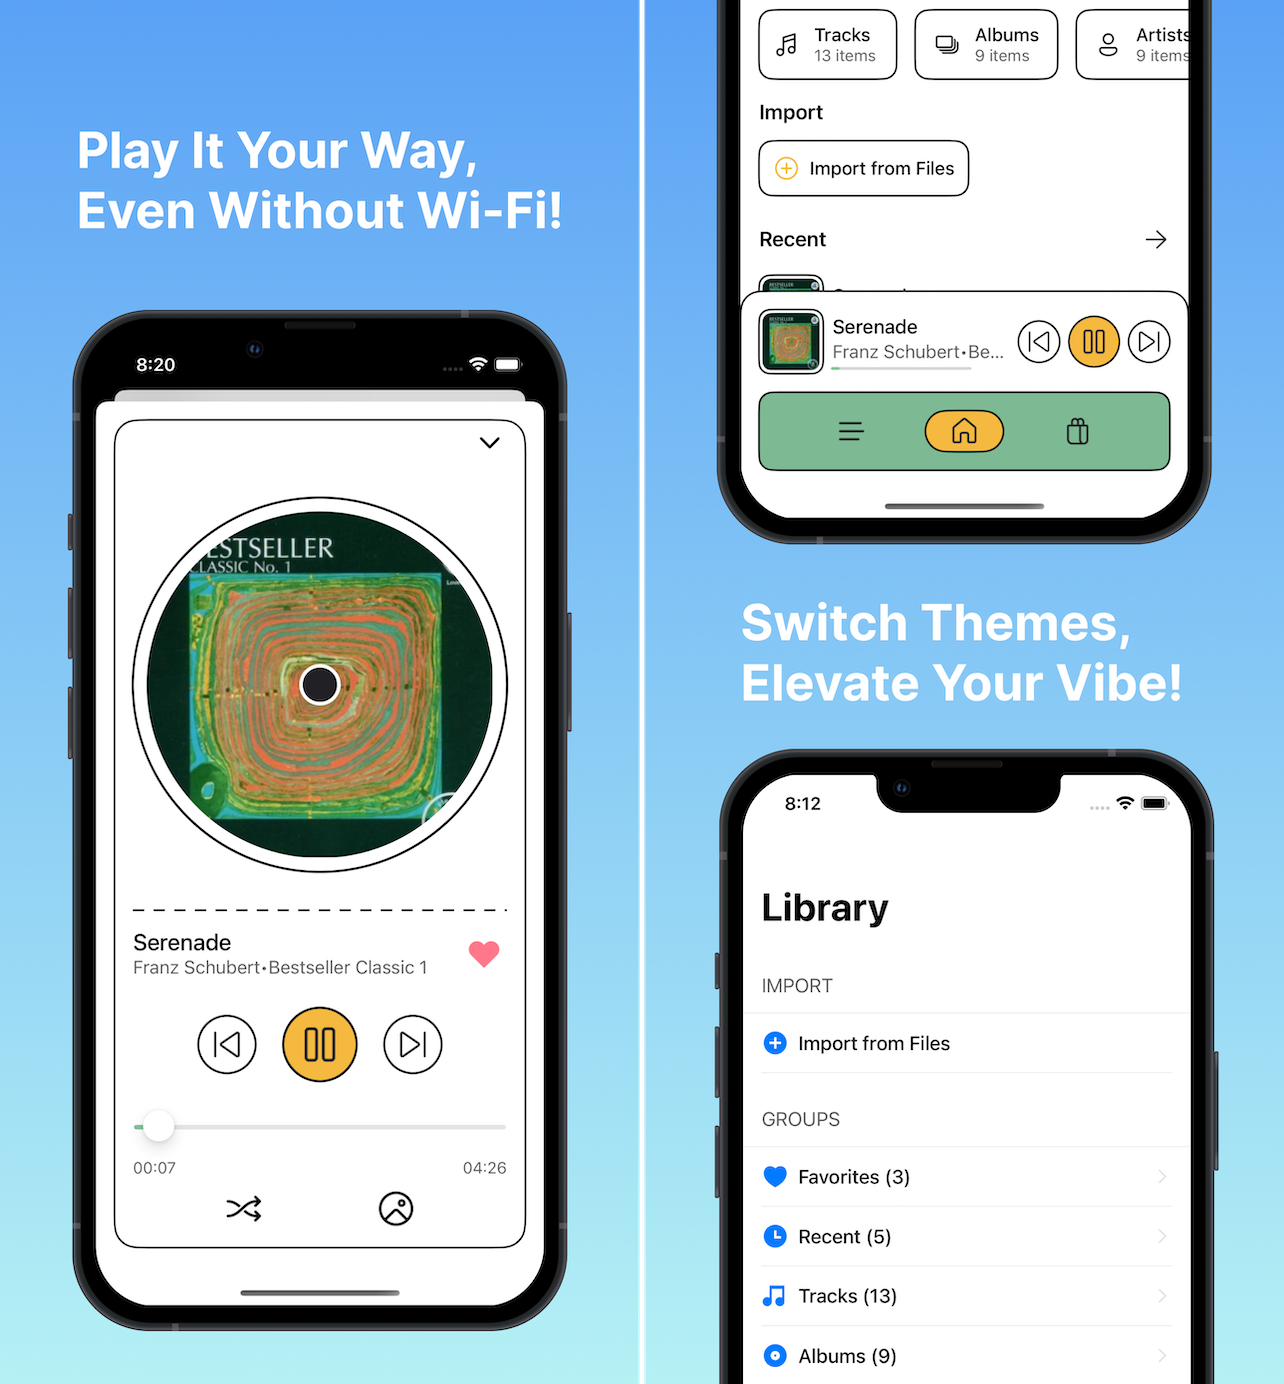 Play It Your Way,
Even Without Wi-Fi!
8:20
ESTSELLER
CLASSIC No. 1
Serenade
Franz Schubert•Bestseller Classic 1
00:07
04:26
Tracks
13 items
Albums
9 items
Artists
9 items
Import
Import from Files
Recent
BESTSELLER
Serenade
Franz Schubert•Be...
Switch Themes,
Elevate Your Vibe!
8:12
Library
IMPORT
Import from Files
GROUPS
Favorites (3)
Recent (5)
Tracks (13)
Albums (9)